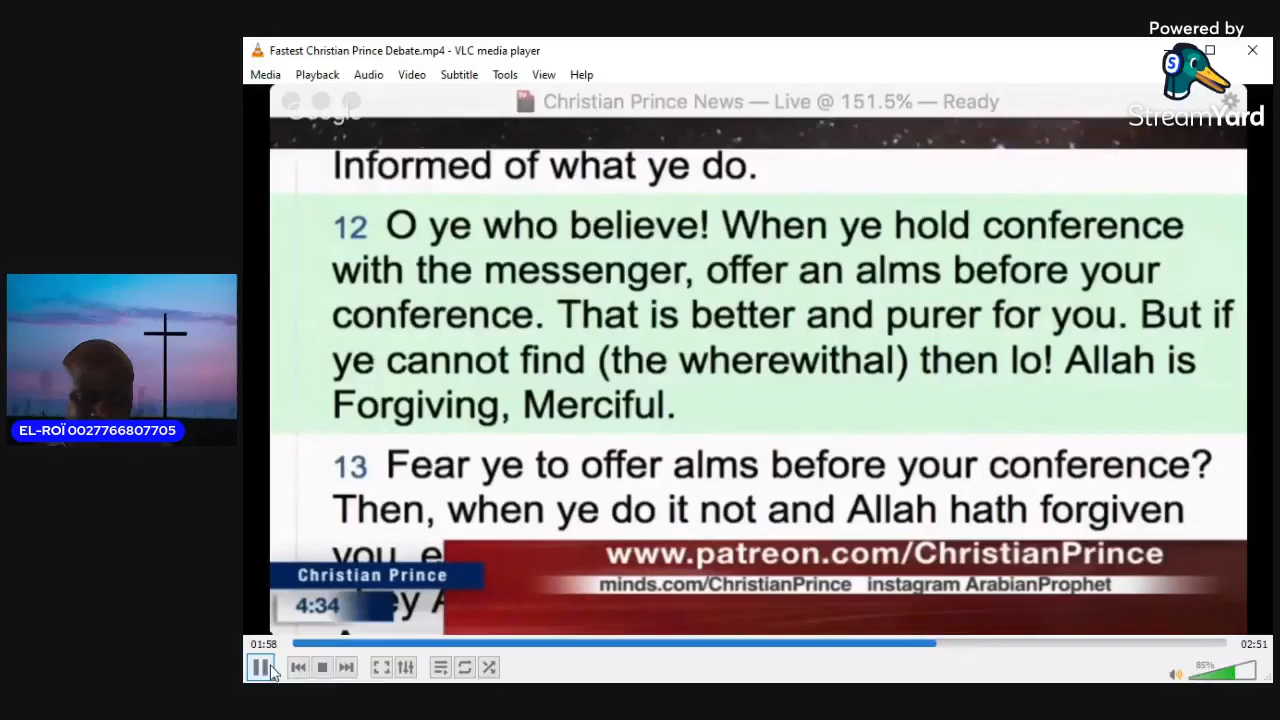 Powered by
StreamYard
Fastest Christian Prince Debate.mp4 - VLC media player
Media Playback Audio Video Subtitle Tools View Help
Christian Prince News — Live @ 151.5% — Ready
Google
Informed of what ye do.
12 O ye who believe! When ye hold conference
with the messenger, offer an alms before your
conference. That is better and purer for you. But if
ye cannot find (the wherewithal) then lo! Allah is
Forgiving, Merciful.
13 Fear ye to offer alms before your conference?
Then, when ye do it not and Allah hath forgiven
you
www.patreon.com/ChristianPrince
Christian Prince
minds.com/ChristianPrince instagram ArabianProphet
4:34
EL-ROÏ 0027766807705
01:58
02:51
85%